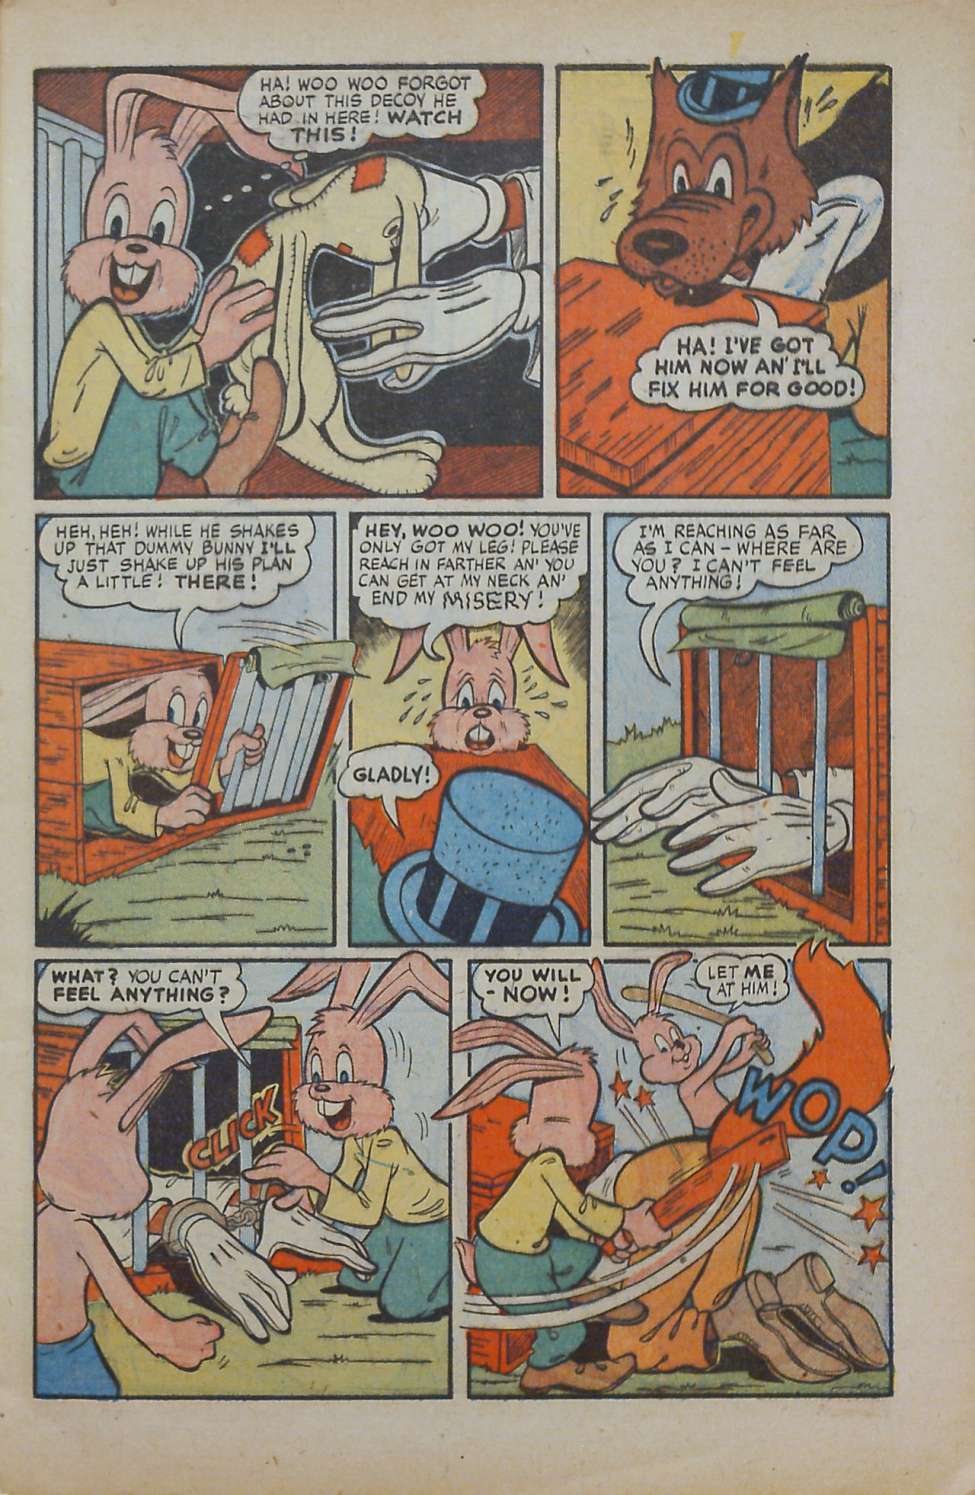 HA! WOO WOO FORGOT
ABOUT THIS DECOY HE
HAD IN HERE! WATCH
THIS!
HA! I'VE GOT
HIM NOW AN' I'LL
FIX HIM FOR GOOD!
HEH, HEH! WHILE HE SHAKES
UP THAT DUMMY BUNNY I'LL
JUST SHAKE UP HIS PLAN
A LITTLE! THERE!
HEY, WOO WOO! YOU'VE
ONLY GOT MY LEG! PLEASE
REACH IN FARTHER AN' YOU
CAN GET AT MY NECK AN'
END MY MISERY!
GLADLY!
I'M REACHING AS FAR
AS I CAN - WHERE ARE
YOU? I CAN'T FEEL
ANYTHING!
WHAT? YOU CAN'T
FEEL ANYTHING?
CLICK
YOU WILL
- NOW!
LET ME
AT HIM!
WOP!